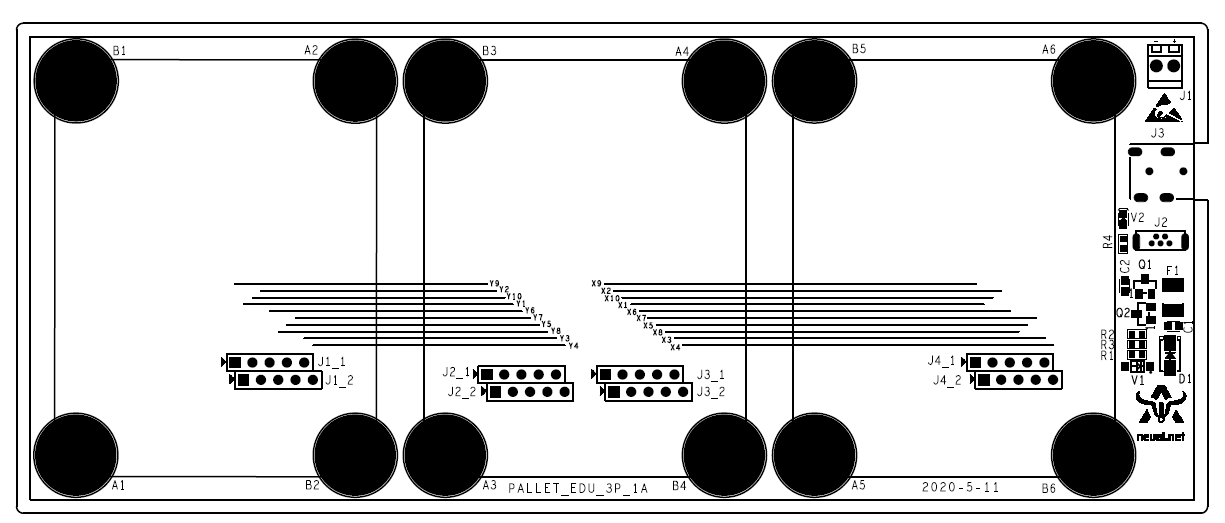 B1
A2
B3
A4
B5
A6
- +
J1
J3
V2
J2
R4
C2
Q1
F1
Y9
Y2
Y10
Y1
Y6
Y7
Y5
Y8
Y3
Y4
X9
X2
X10
X1
X6
X7
X5
X8
X3
X4
Q2
C1
R2
R3
R1
J1_1
J1_2
J2_1
J2_2
J3_1
J3_2
J4_1
J4_2
V1
D1
A1
B2
A3
PALLET_EDU_3P_1A
B4
A5
2020-5-11
B6